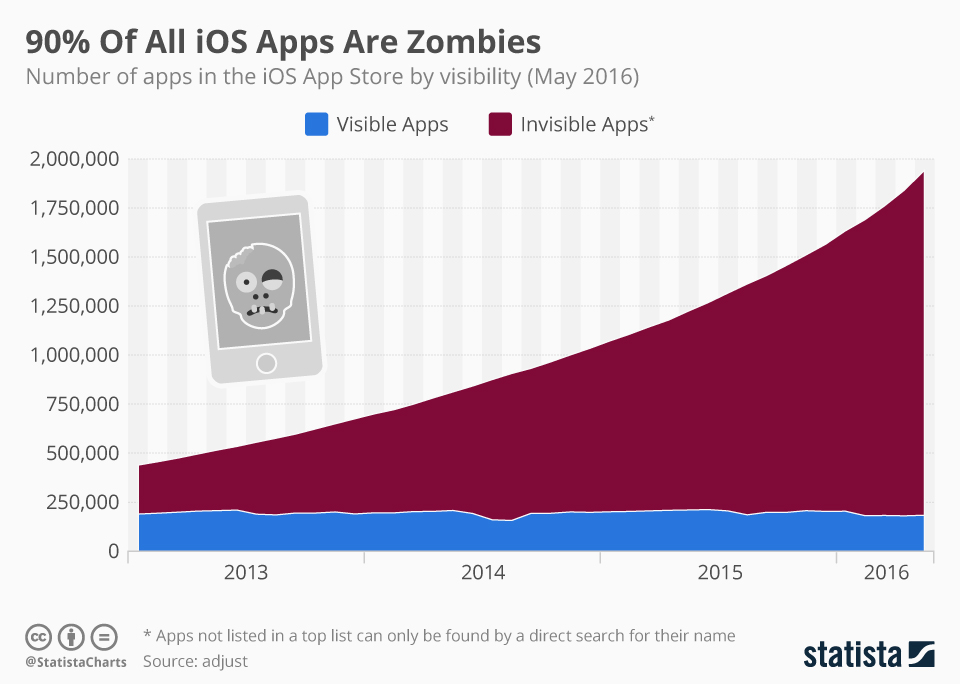 90% Of All iOS Apps Are Zombies
Number of apps in the iOS App Store by visibility (May 2016)
Visible Apps
Invisible Apps*
2,000,000
1,750,000
1,500,000
1,250,000
1,000,000
750,000
500,000
250,000
0
2013
2014
2015
2016
cc
=
@StatistaCharts
* Apps not listed in a top list can only be found by a direct search for their name
Source: adjust
statista